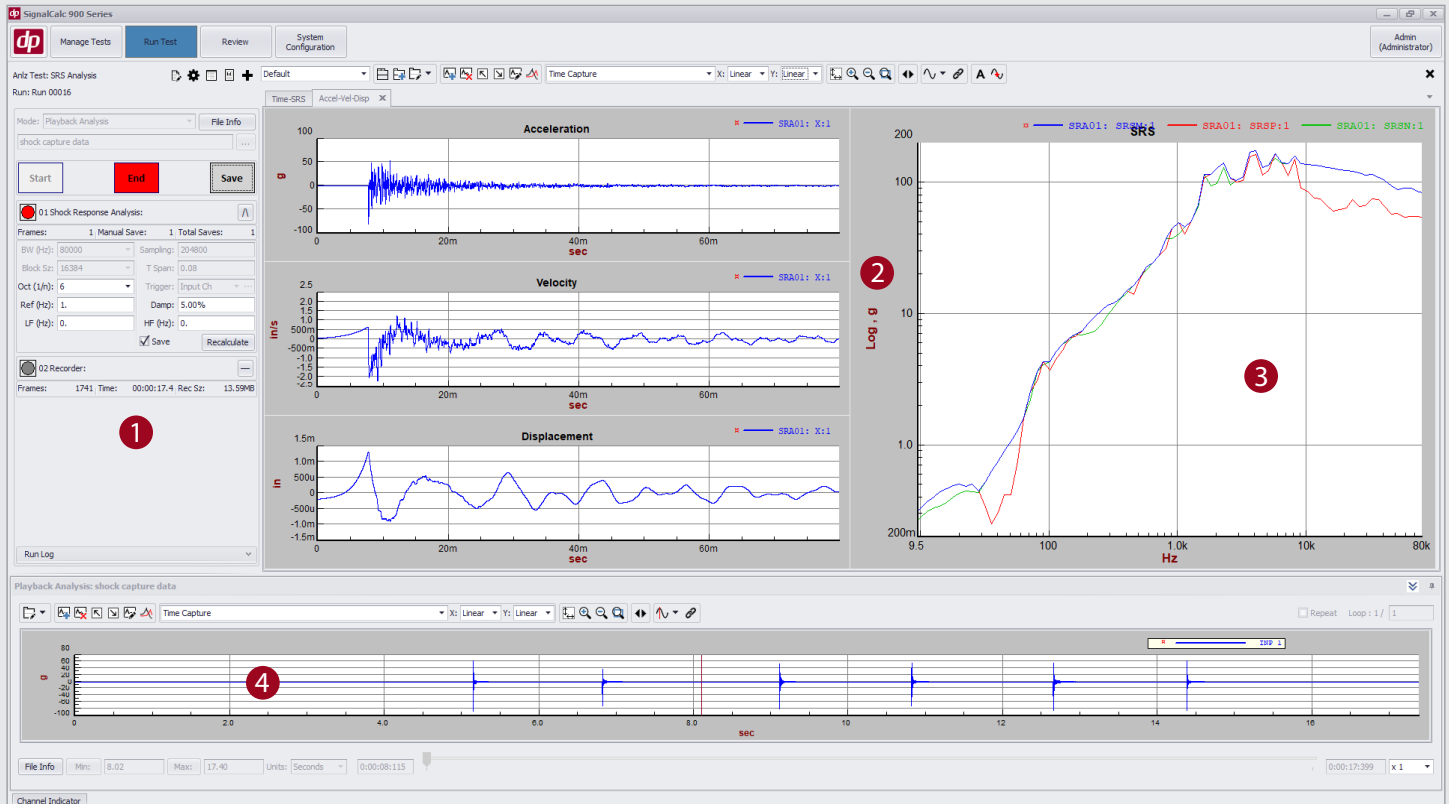 dp SignalCalc 900 Series
dp Manage Tests Run Test Review System Configuration Admin (Administrator)
Anlz Test: SRS Analysis Default Time Capture X: Linear Y: Linear A
Run: Run 00016
Time-SRS Accel-Vel-Disp
Mode: Playback Analysis File Info
shock capture data ...
Start End Save
01 Shock Response Analysis:
Frames: 1 Manual Save: 1 Total Saves: 1
BW (Hz): 80000 Sampling: 204800
Block Sz: 16384 T Span: 0.08
Oct (1/n): 6 Trigger: Input Ch ...
Ref (Hz): 1. Damp: 5.00%
LF (Hz): 0. HF (Hz): 0.
Save Recalculate
02 Recorder:
Frames: 1741 Time: 00:00:17.4 Rec Sz: 13.59MB
1
Run Log
Acceleration SRA01: X:1
100
50
0
-50
-100
g
0 20m 40m 60m
sec
Velocity SRA01: X:1
2.5
2.0
1.5
1.0
500m
0
-500m
-1.0
-1.5
-2.0
-2.5
in/s
0 20m 40m 60m
sec
Displacement SRA01: X:1
1.5m
1.0m
500u
0
-500u
-1.0m
-1.5m
in
0 20m 40m 60m
sec
2
SRA01: SRSM:1 SRA01: SRSP:1 SRA01: SRSN:1
SRS
200
100
10
1.0
200m
Log , g
3
9.5 100 1.0k 10k 80k
Hz
Playback Analysis: shock capture data
Time Capture X: Linear Y: Linear Repeat Loop : 1 / 1
INP 1
80
60
40
20
0
-20
-40
-60
-100
g
4
0 2.0 4.0 6.0 8.0 10 12 14 16
sec
File Info Min: 8.02 Max: 17.40 Units: Seconds 0:00:08:115 0:00:17:399 x 1
Channel Indicator